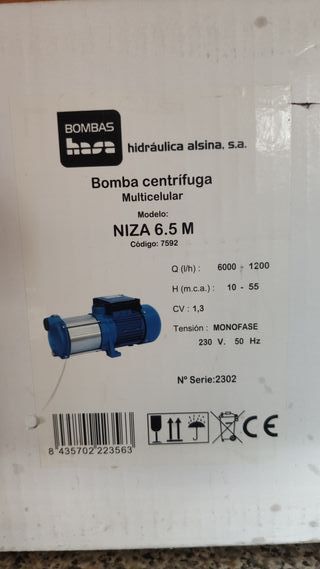 BOMBAS
hasa
hidráulica alsina, s.a.
Bomba centrífuga
Multicelular
Modelo:
NIZA 6.5 M
Código: 7592
Q (l/h) : 6000 - 1200
H (m.c.a.) : 10 - 55
CV : 1,3
Tensión : MONOFASE
230 V. 50 Hz
Nº Serie:2302
8 435702 223563
CE